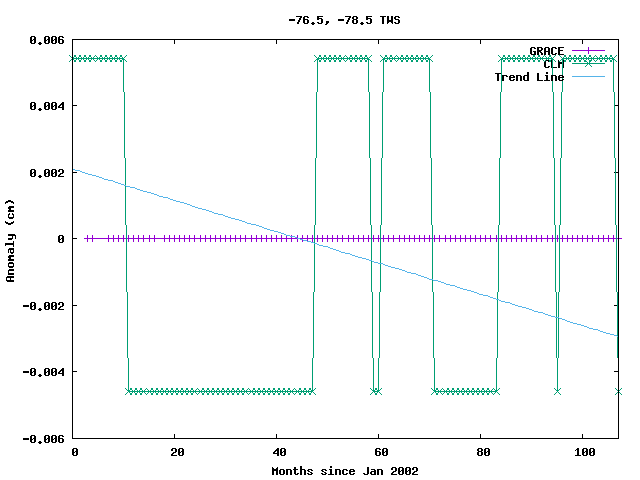 -76.5, -78.5 TWS
GRACE
CLM
Trend Line
0.006
0.004
0.002
0
-0.002
-0.004
-0.006
Anomaly (cm)
0 20 40 60 80 100
Months since Jan 2002